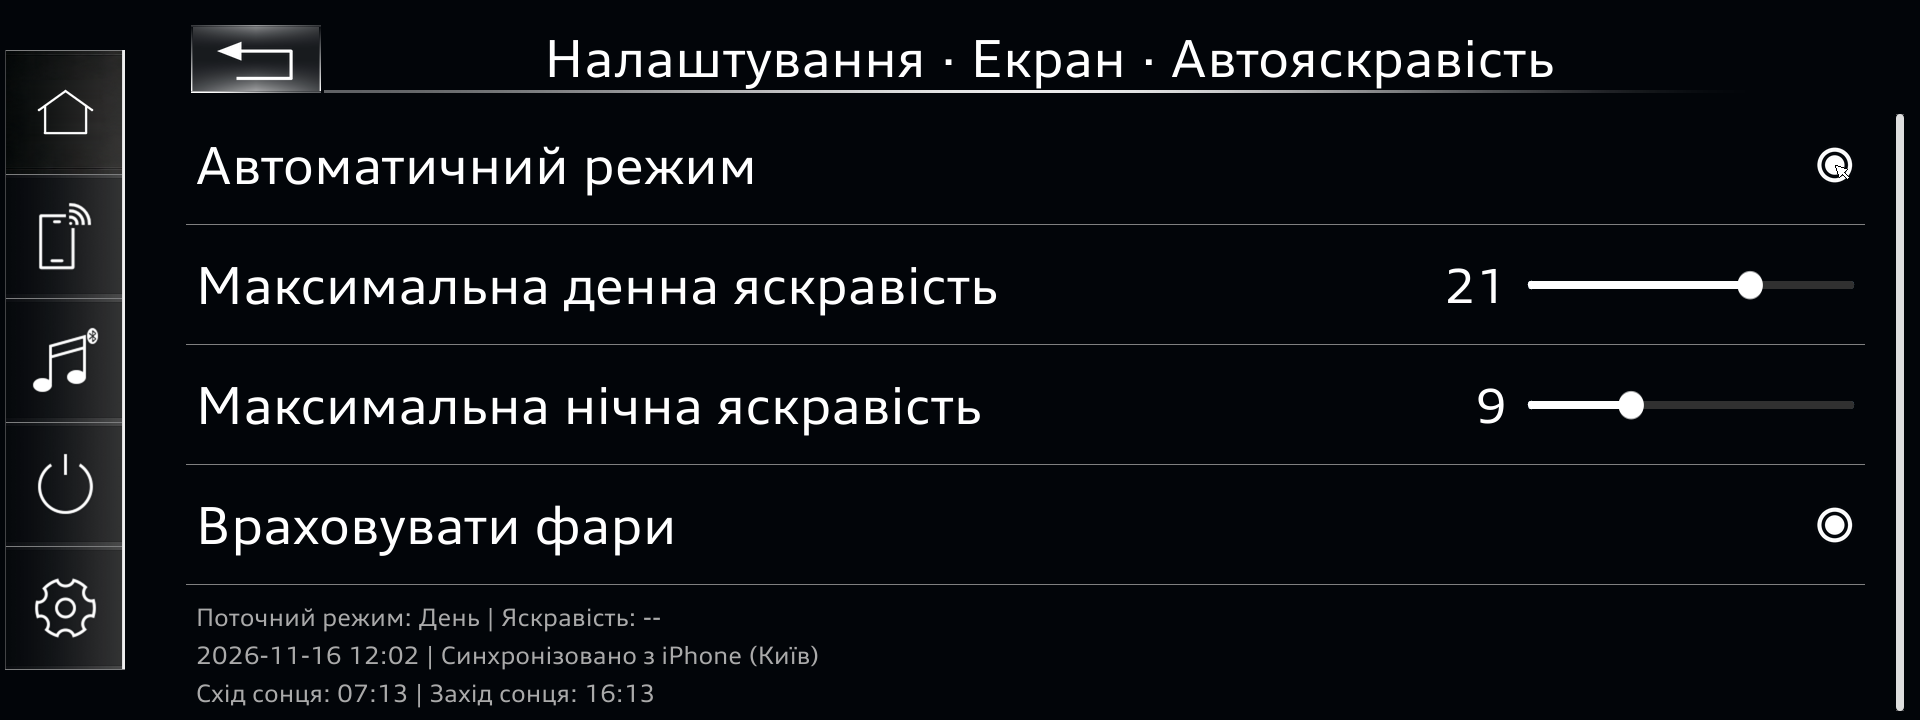 Налаштування · Екран · Автояскравість
Автоматичний режим
Максимальна денна яскравість 21
Максимальна нічна яскравість 9
Враховувати фари
Поточний режим: День | Яскравість: --
2026-11-16 12:02 | Синхронізовано з iPhone (Київ)
Схід сонця: 07:13 | Захід сонця: 16:13